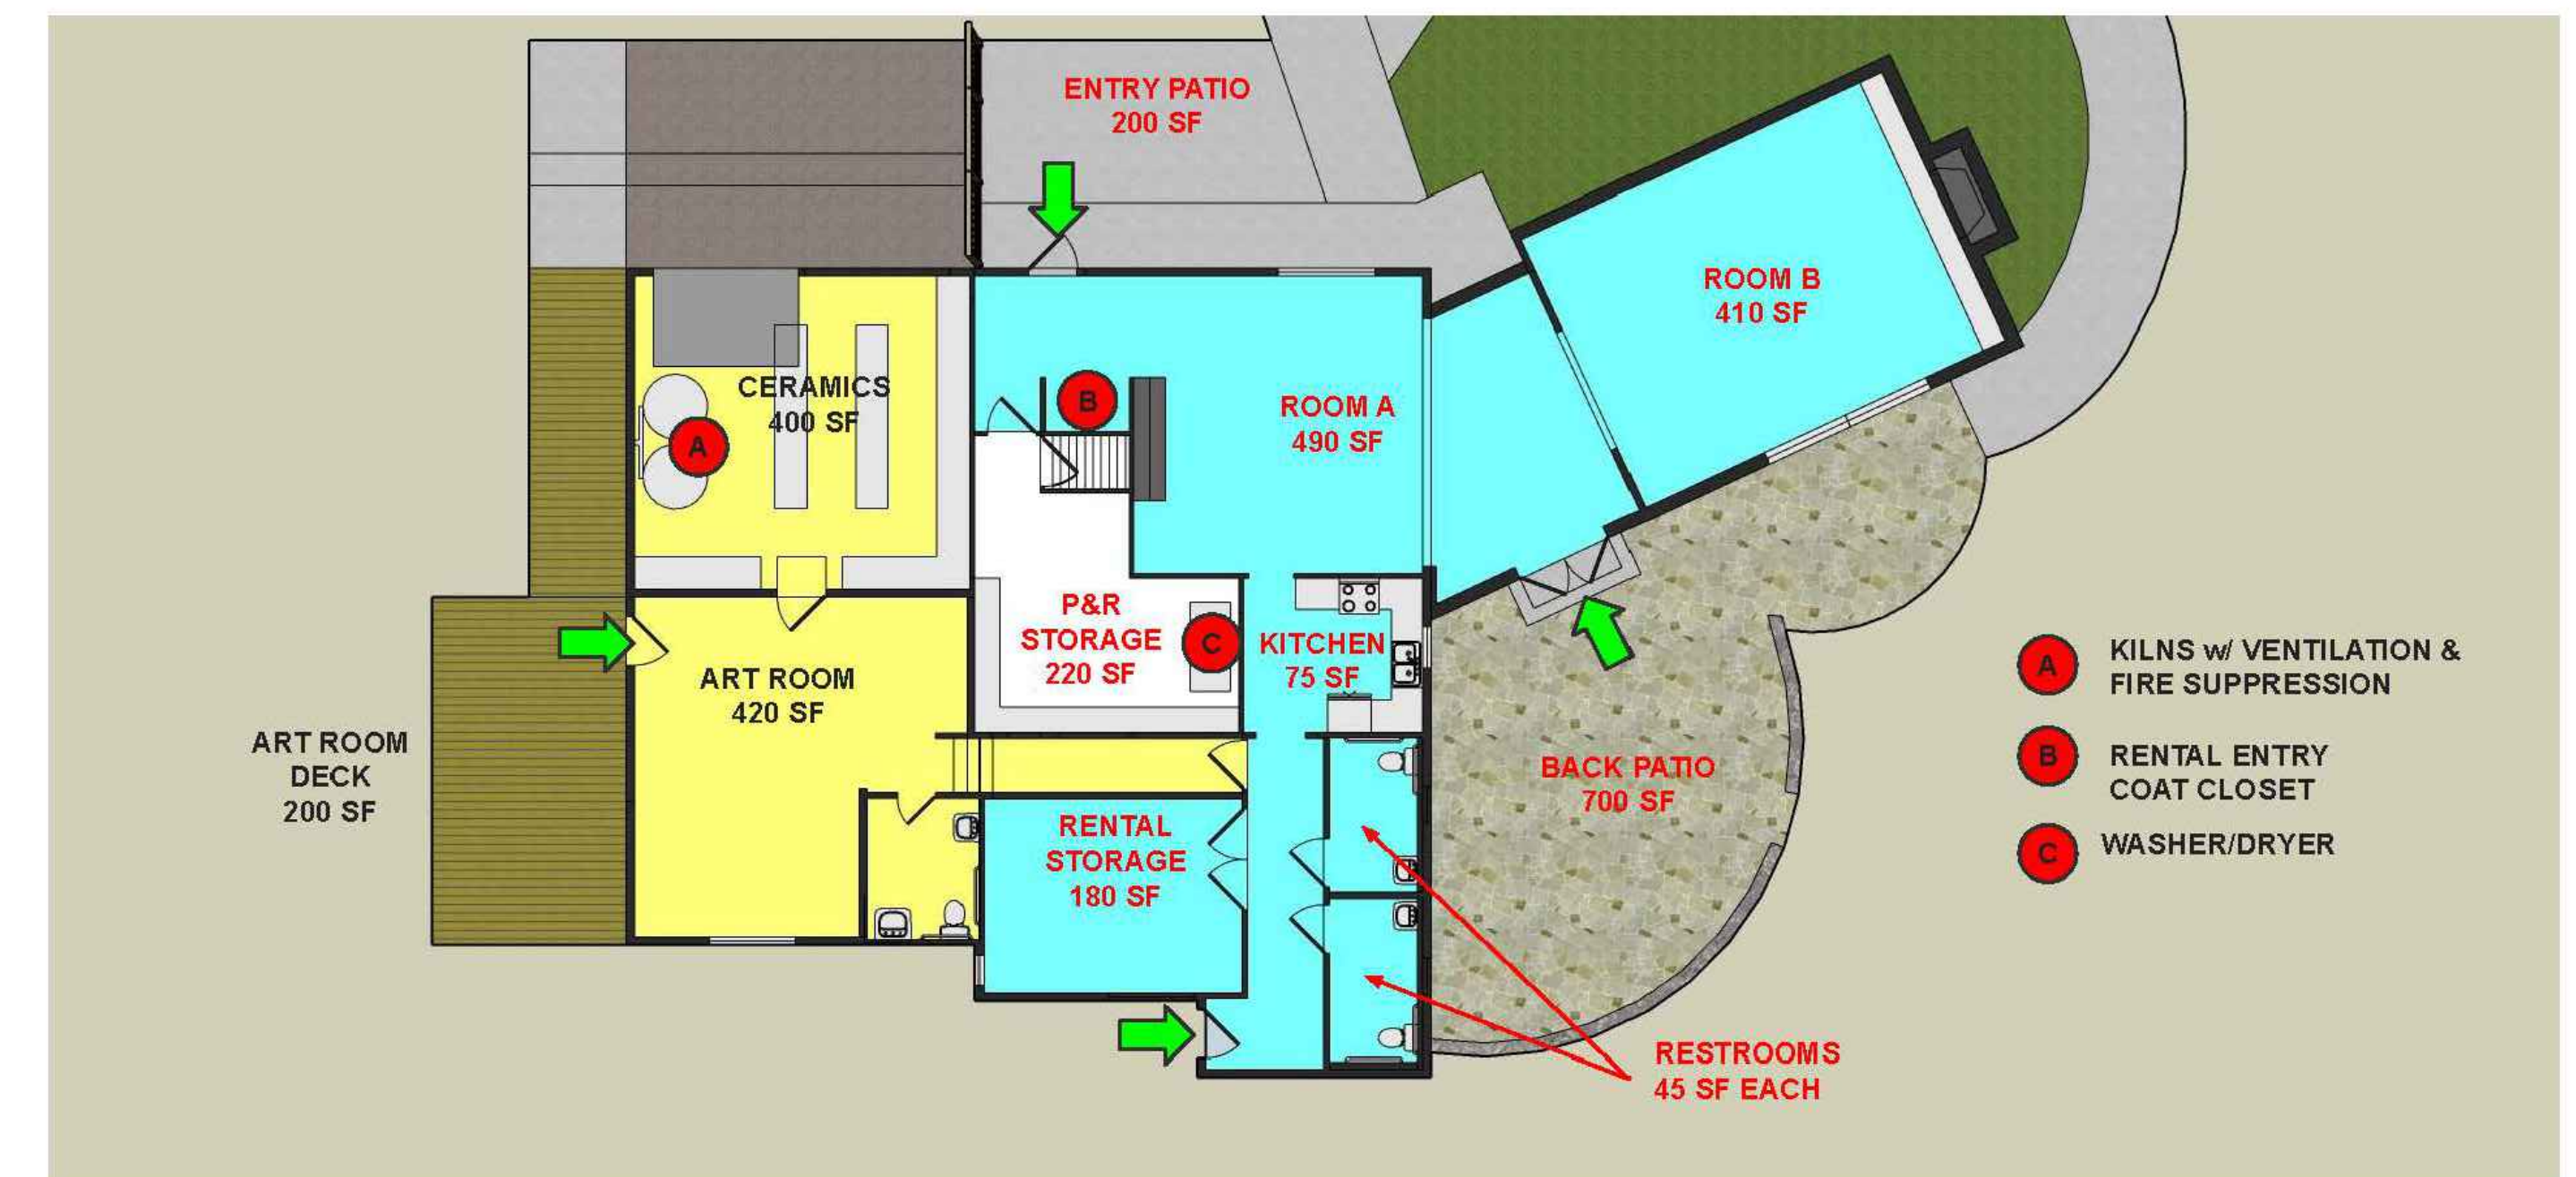 ENTRY PATIO
200 SF
ROOM B
410 SF
CERAMICS
400 SF
A
B
ROOM A
490 SF
P&R
STORAGE
220 SF
C
KITCHEN
75 SF
ART ROOM
420 SF
ART ROOM
DECK
200 SF
RENTAL
STORAGE
180 SF
BACK PATIO
700 SF
RESTROOMS
45 SF EACH
A
KILNS w/ VENTILATION &
FIRE SUPPRESSION
B
RENTAL ENTRY
COAT CLOSET
C
WASHER/DRYER